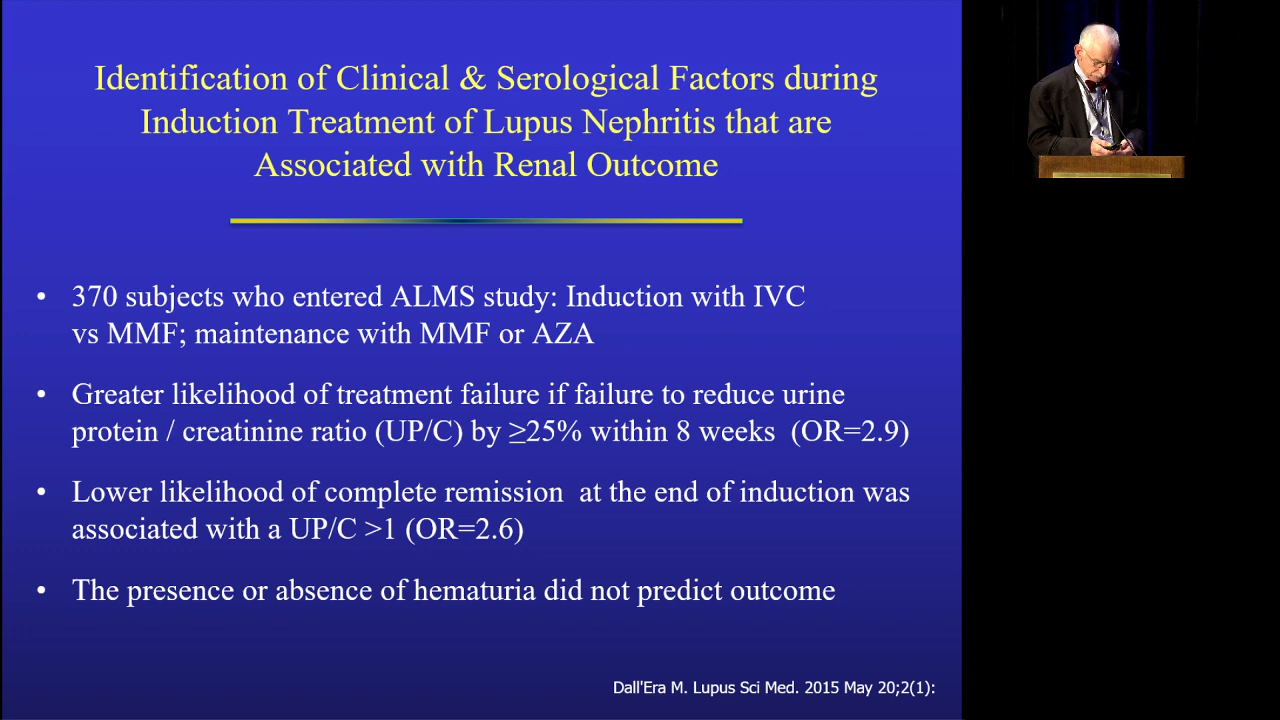 Identification of Clinical & Serological Factors during
Induction Treatment of Lupus Nephritis that are
Associated with Renal Outcome
• 370 subjects who entered ALMS study: Induction with IVC
vs MMF; maintenance with MMF or AZA
• Greater likelihood of treatment failure if failure to reduce urine
protein / creatinine ratio (UP/C) by ≥25% within 8 weeks (OR=2.9)
• Lower likelihood of complete remission at the end of induction was
associated with a UP/C >1 (OR=2.6)
• The presence or absence of hematuria did not predict outcome
Dall'Era M. Lupus Sci Med. 2015 May 20;2(1):